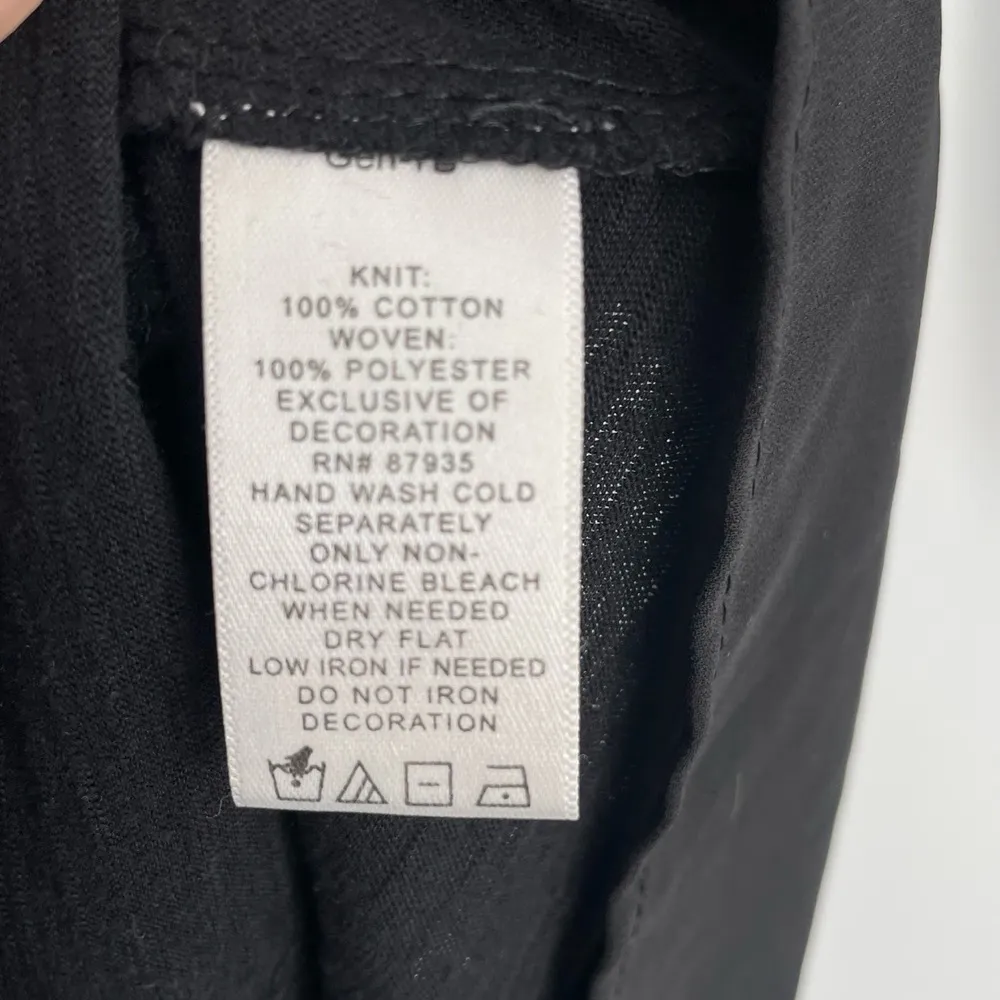 KNIT:
100% COTTON
WOVEN:
100% POLYESTER
EXCLUSIVE OF
DECORATION
RN# 87935
HAND WASH COLD
SEPARATELY
ONLY NON-
CHLORINE BLEACH
WHEN NEEDED
DRY FLAT
LOW IRON IF NEEDED
DO NOT IRON
DECORATION